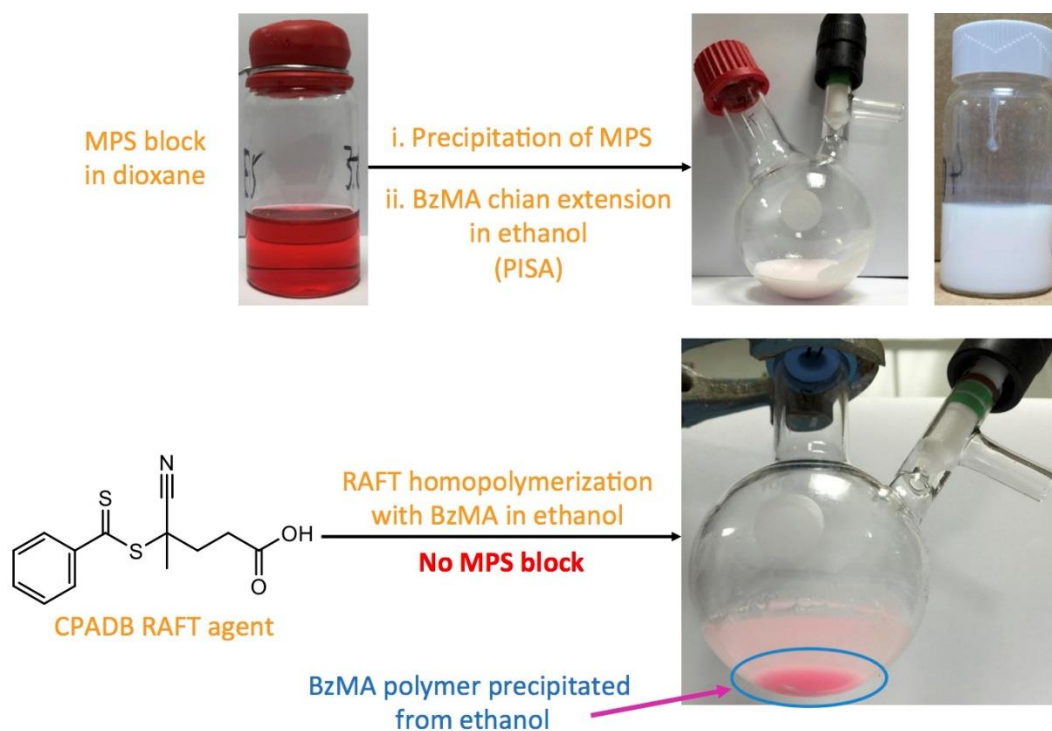 MPS block
in dioxane
i. Precipitation of MPS
ii. BzMA chian extension
in ethanol
(PISA)
N
S
S
OH
O
CPADB RAFT agent
RAFT homopolymerization
with BzMA in ethanol
No MPS block
BzMA polymer precipitated
from ethanol